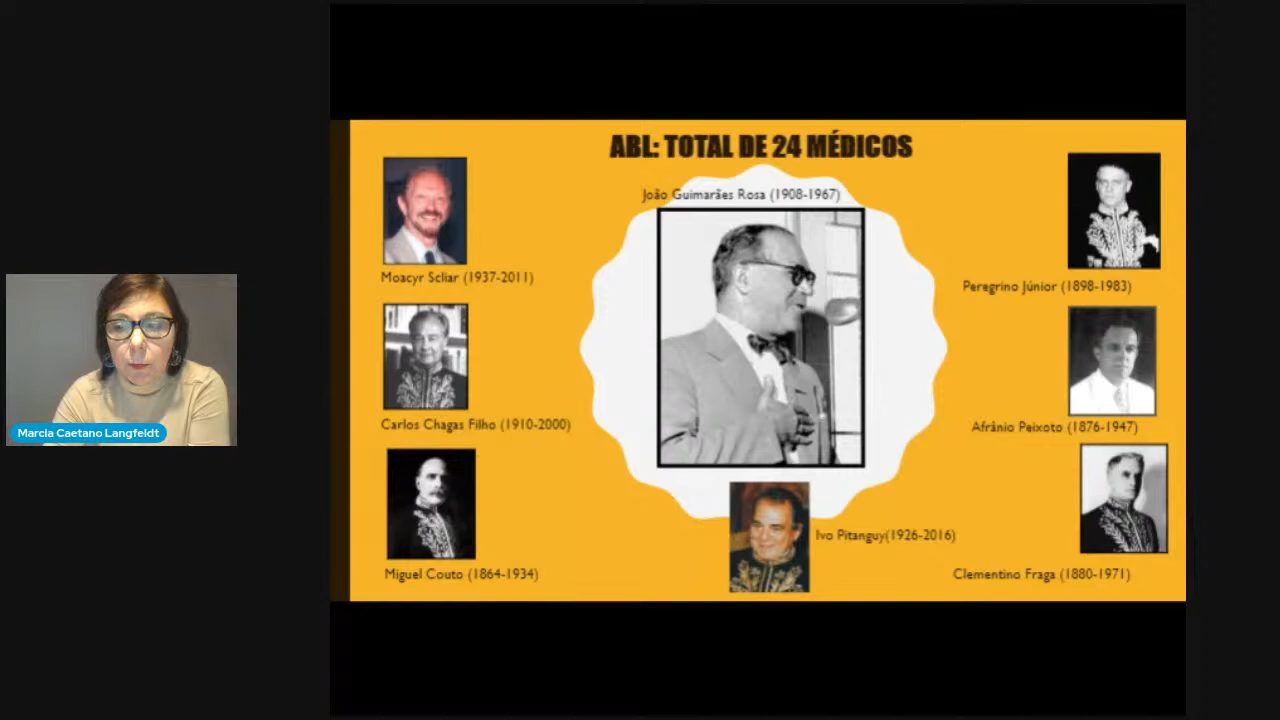 ABL: TOTAL DE 24 MÉDICOS
João Guimarães Rosa (1908-1967)
Moacyr Scliar (1937-2011)
Peregrino Júnior (1898-1983)
Carlos Chagas Filho (1910-2000)
Afrânio Peixoto (1876-1947)
Marcia Caetano Langfeldt
Ivo Pitanguy(1926-2016)
Miguel Couto (1864-1934)
Clementino Fraga (1880-1971)